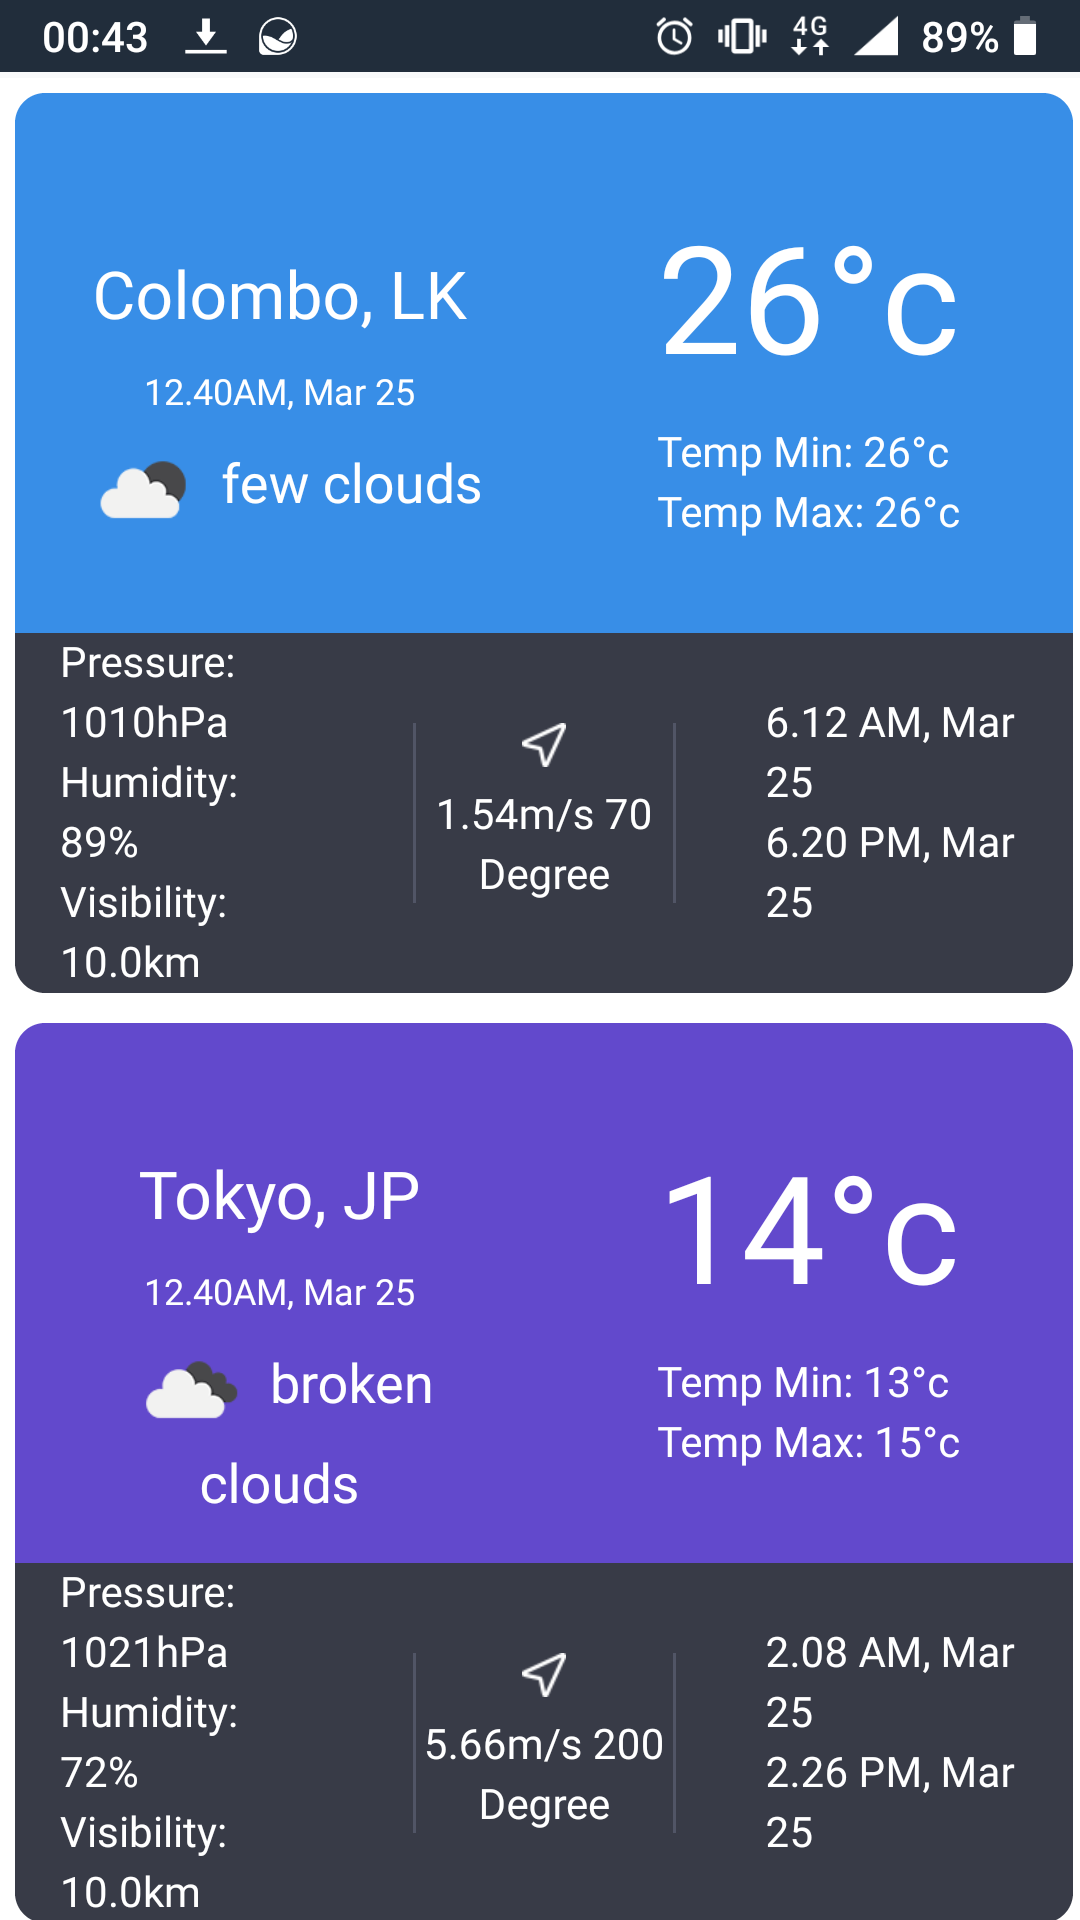 00:43 4G 89%
Colombo, LK
12.40AM, Mar 25
few clouds
26°c
Temp Min: 26°c
Temp Max: 26°c
Pressure:
1010hPa
Humidity:
89%
Visibility:
10.0km
1.54m/s 70
Degree
6.12 AM, Mar
25
6.20 PM, Mar
25
Tokyo, JP
12.40AM, Mar 25
broken
clouds
14°c
Temp Min: 13°c
Temp Max: 15°c
Pressure:
1021hPa
Humidity:
72%
Visibility:
10.0km
5.66m/s 200
Degree
2.08 AM, Mar
25
2.26 PM, Mar
25